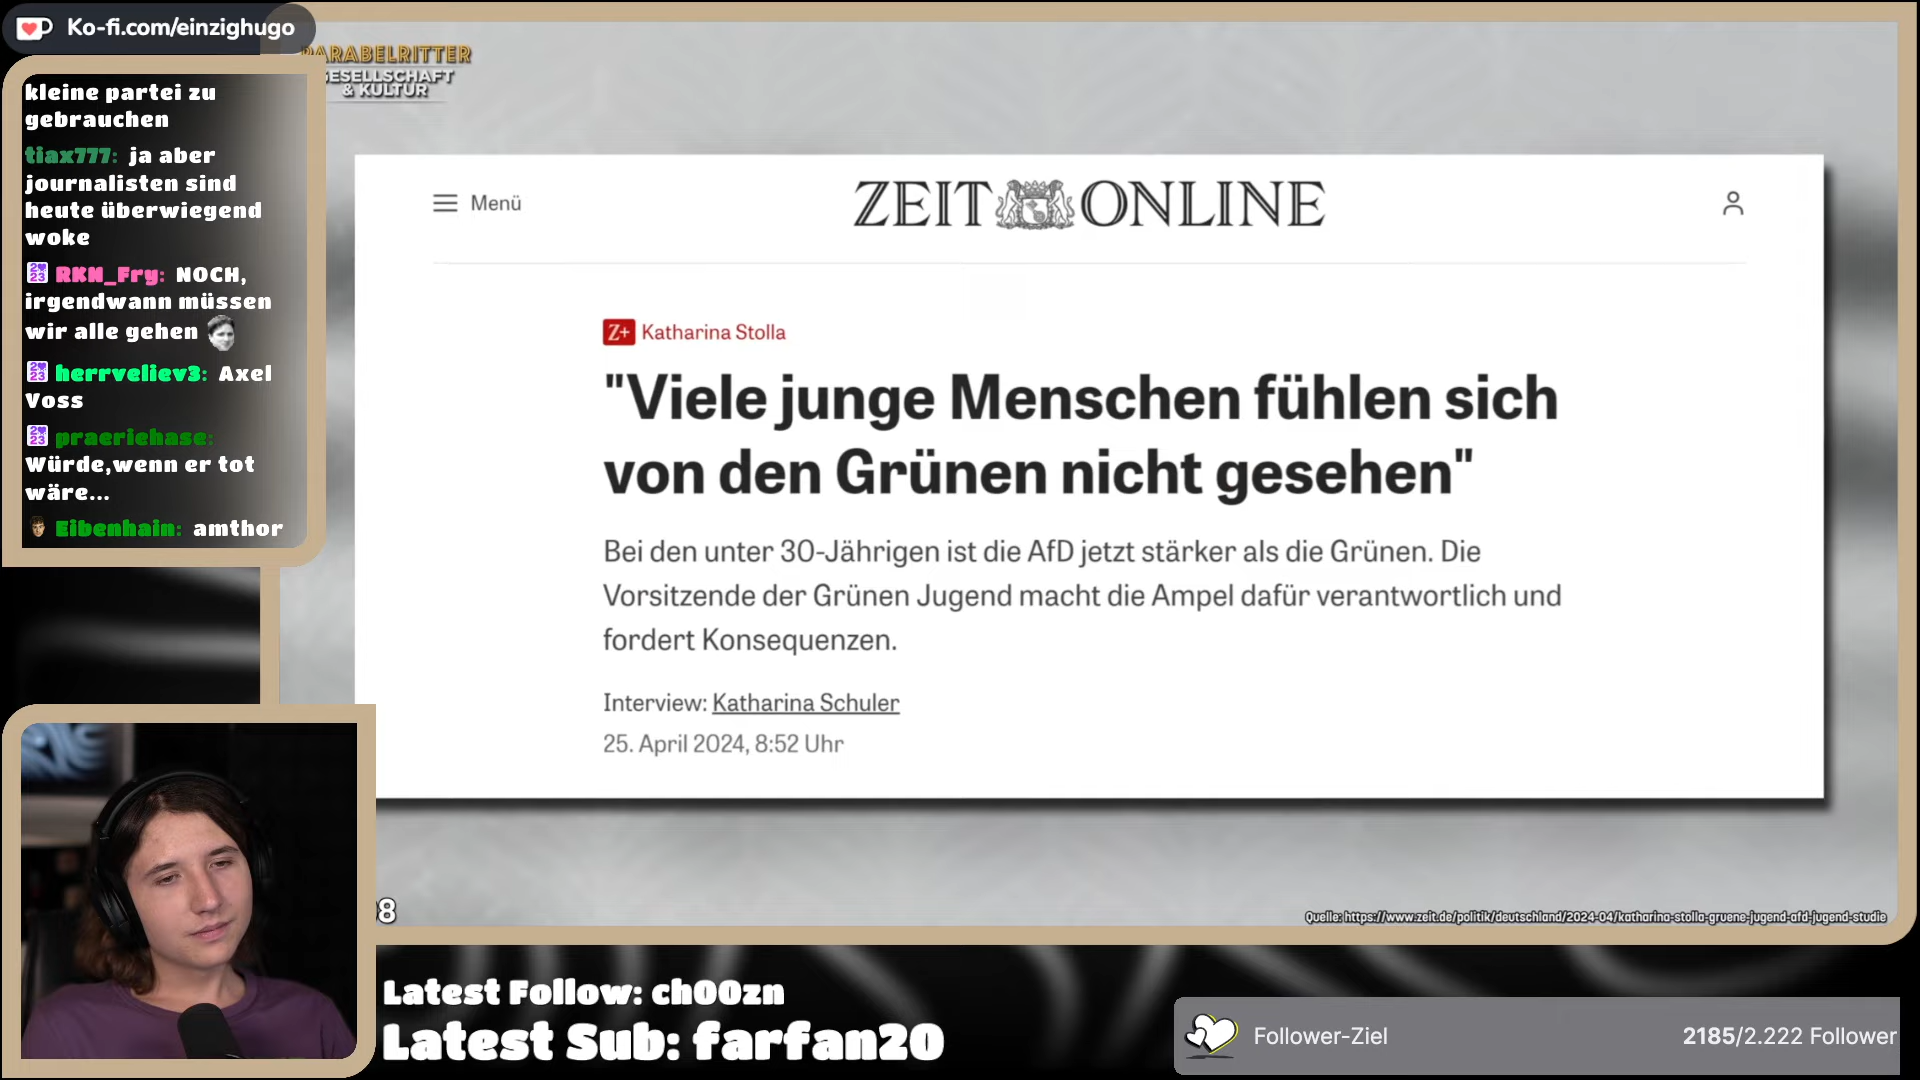 Ko-fi.com/einzighugo
PARABELRITTER
GESELLSCHAFT
& KULTUR
kleine partei zu
gebrauchen
tiax777: ja aber
journalisten sind
heute überwiegend
woke
RKN_Fry: NOCH,
irgendwann müssen
wir alle gehen
herrveliev3: Axel
Voss
praeriehase:
Würde,wenn er tot
wäre...
Eibenhain: amthor
Menü
ZEIT ONLINE
Z+ Katharina Stolla
"Viele junge Menschen fühlen sich
von den Grünen nicht gesehen"
Bei den unter 30-Jährigen ist die AfD jetzt stärker als die Grünen. Die
Vorsitzende der Grünen Jugend macht die Ampel dafür verantwortlich und
fordert Konsequenzen.
Interview: Katharina Schuler
25. April 2024, 8:52 Uhr
8
Quelle: https://www.zeit.de/politik/deutschland/2024-04/katharina-stolla-gruene-jugend-afd-jugend-studie
Latest Follow: ch00zn
Latest Sub: farfan20
Follower-Ziel
2185/2.222 Follower